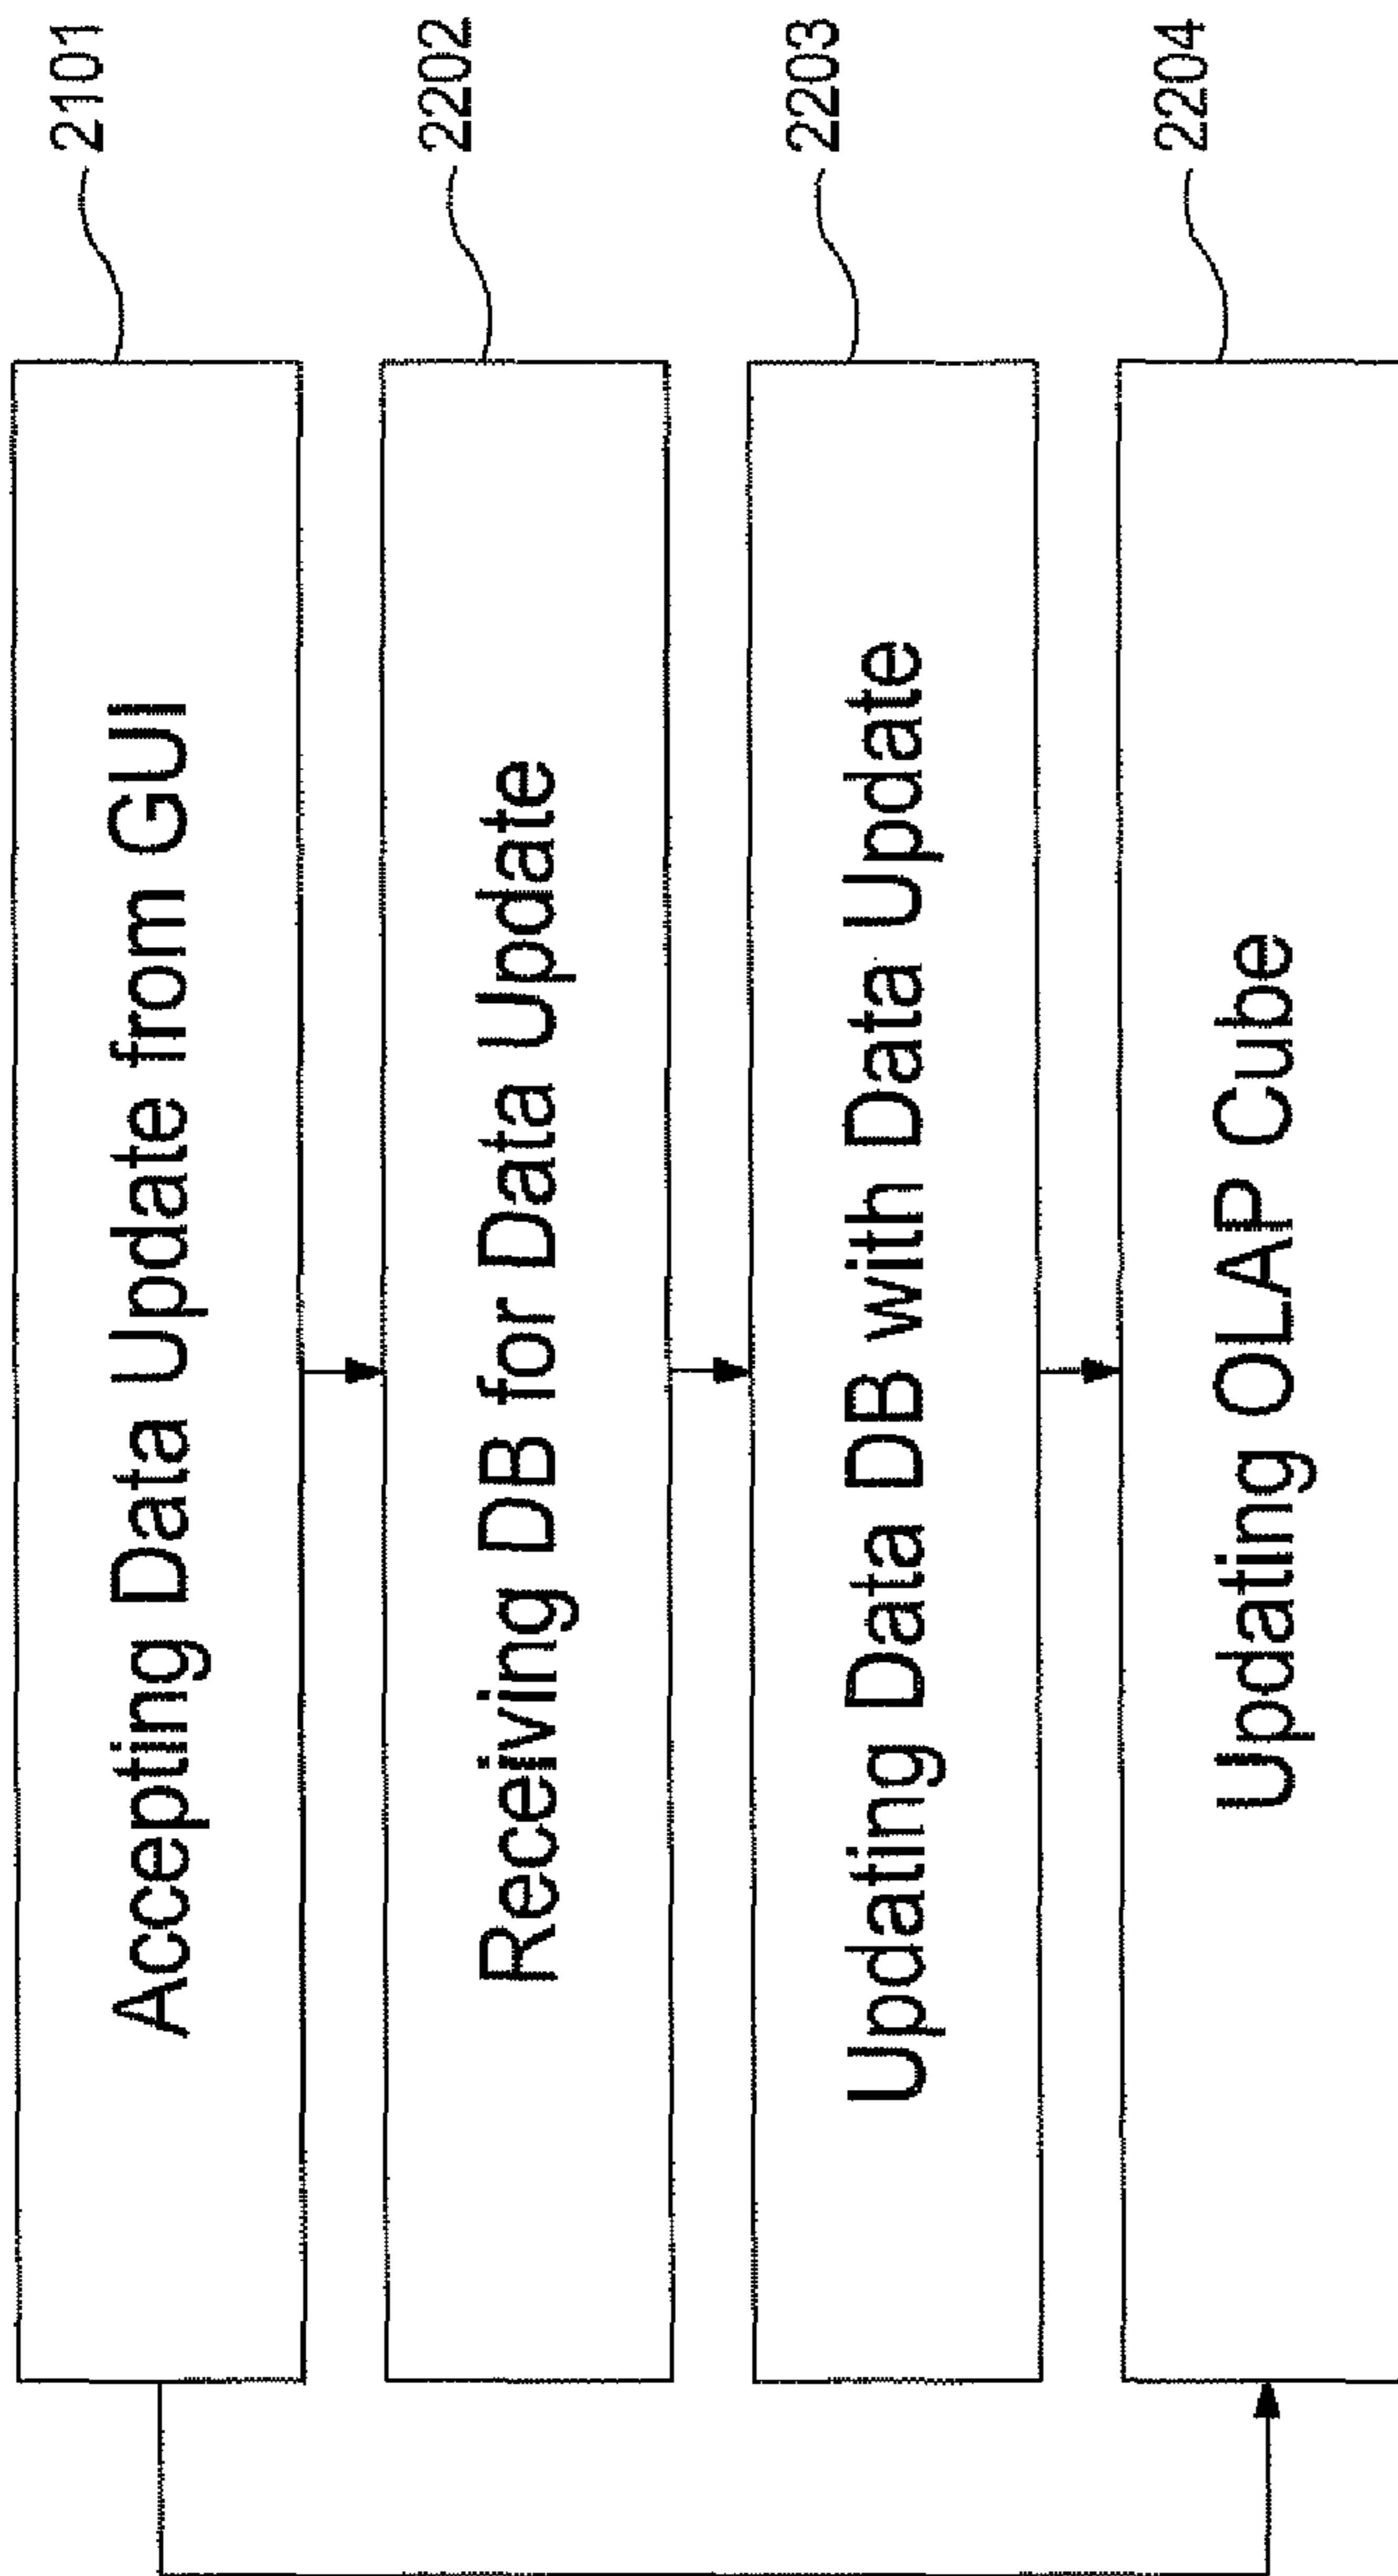 Accepting Data Update from GUI
2101
Receiving DB for Data Update
2202
Updating Data DB with Data Update
2203
Updating OLAP Cube
2204